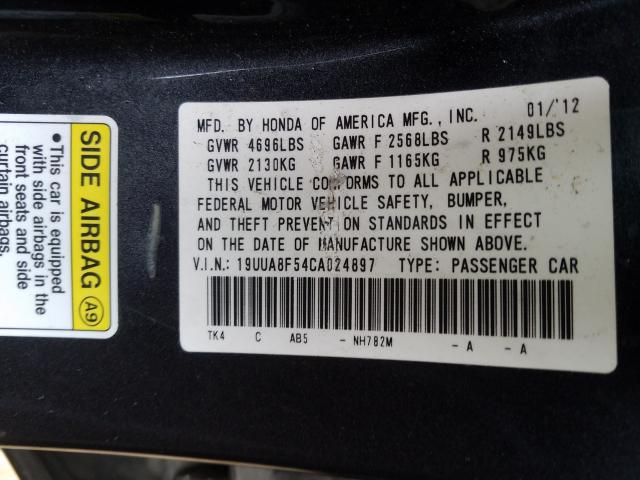 MFD. BY HONDA OF AMERICA MFG., INC. 01/'12
GVWR 4696LBS GAWR F 2568LBS R 2149LBS
GVWR 2130KG GAWR F 1165KG R 975KG
THIS VEHICLE CONFORMS TO ALL APPLICABLE
FEDERAL MOTOR VEHICLE SAFETY, BUMPER,
AND THEFT PREVENTION STANDARDS IN EFFECT
ON THE DATE OF MANUFACTURE SHOWN ABOVE.
V.I.N.: 19UUA8F54CA024897 TYPE: PASSENGER CAR
TK4 C AB5 - NH782M - A - A
SIDE AIRBAG A9
•This car is equipped
with side airbags in the
front seats and side
curtain airbags.